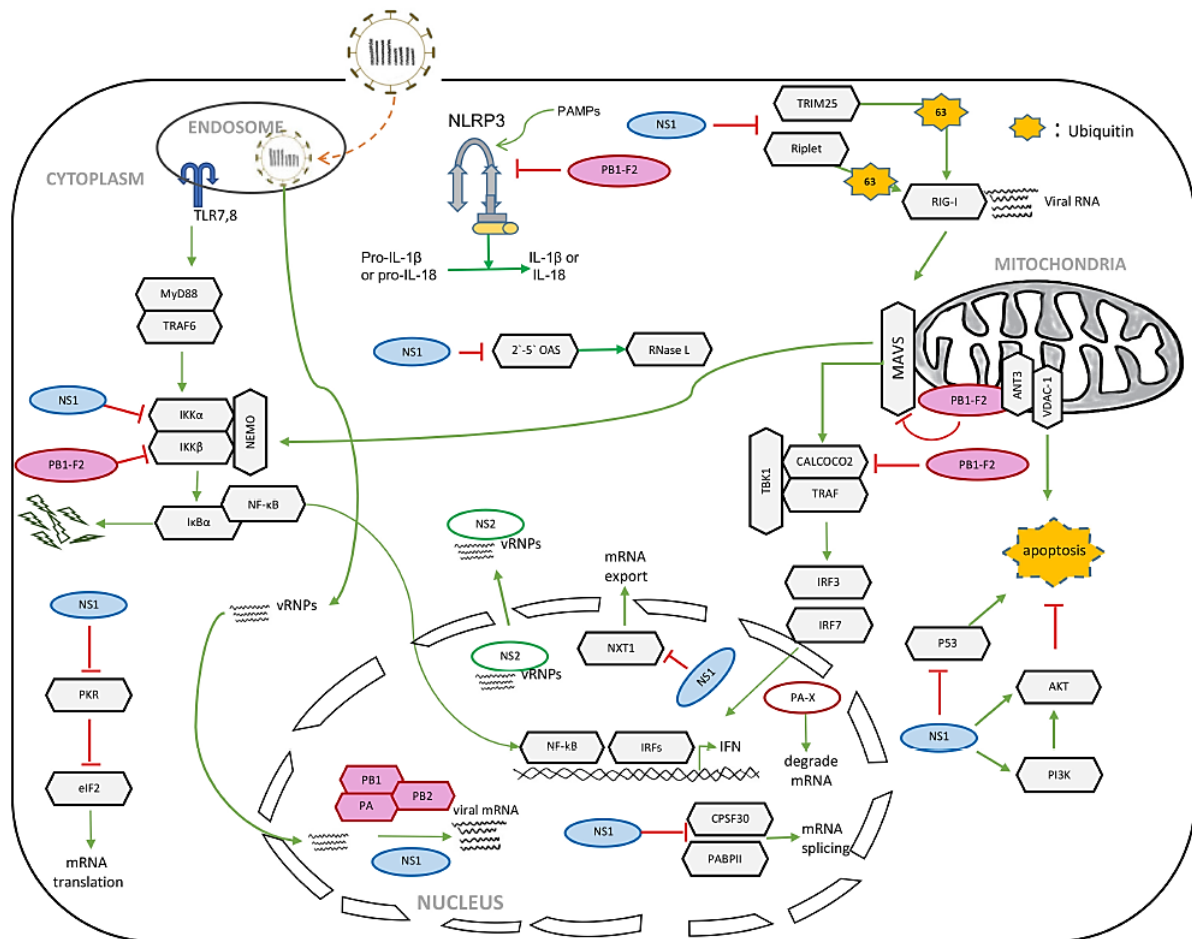 ENDOSOME
CYTOPLASM
TLR7,8
MyD88
TRAF6
NS1
IKKα
IKKβ
NEMO
PB1-F2
IκBα
NF-κB
NLRP3
PAMPs
PB1-F2
Pro-IL-1β
or pro-IL-18
IL-1β or
IL-18
NS1
TRIM25
Riplet
63
63
RIG-I
Viral RNA
: Ubiquitin
MITOCHONDRIA
MAVS
ANT3
VDAC-1
PB1-F2
NS1
2`-5` OAS
RNase L
TBK1
CALCOCO2
TRAF
PB1-F2
IRF3
IRF7
apoptosis
P53
NS1
AKT
PI3K
NS1
PKR
eIF2
mRNA
translation
vRNPs
NS2
vRNPs
NS2
vRNPs
mRNA
export
NXT1
NS1
PA-X
degrade
mRNA
NF-kB
IRFs
IFN
PB1
PA
PB2
viral mRNA
NS1
NS1
CPSF30
PABPII
mRNA
splicing
NUCLEUS